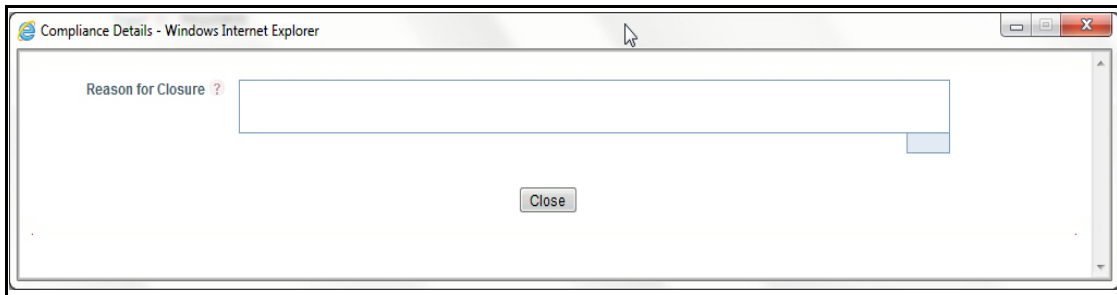 Compliance Details - Windows Internet Explorer
Reason for Closure ?
Close